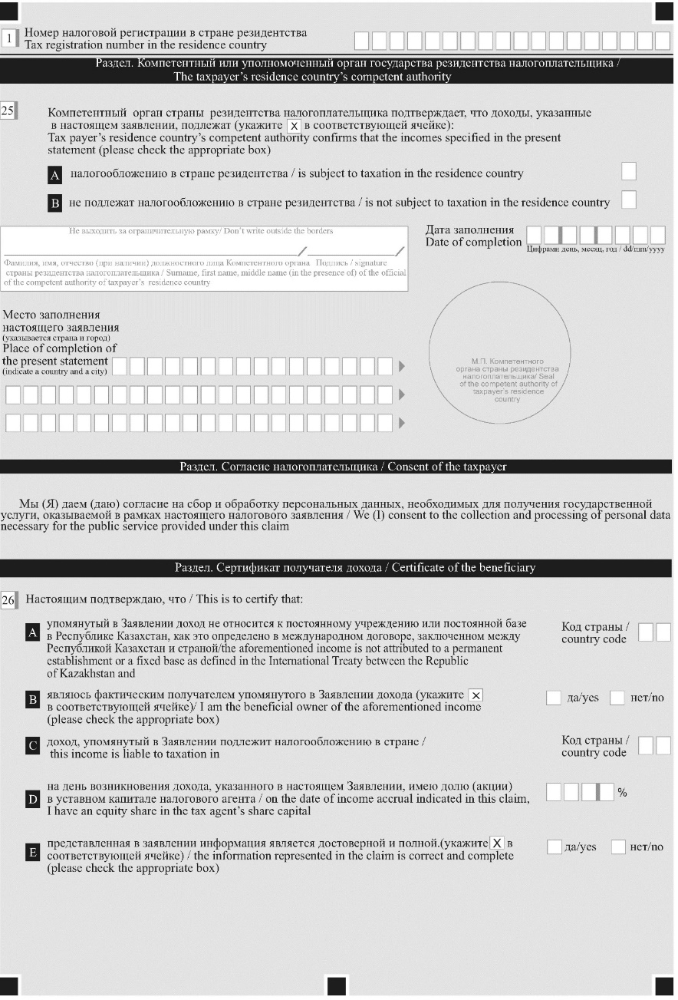 1
Номер налоговой регистрации в стране резидентства
Tax registration number in the residence country
Раздел. Компетентный или уполномоченный орган государства резидентства налогоплательщика /
The taxpayer’s residence country’s competent authority
25
Компетентный орган страны резидентства налогоплательщика подтверждает, что доходы, указанные
в настоящем заявлении, подлежат (укажите X в соответствующей ячейке):
Tax payer’s residence country’s competent authority confirms that the incomes specified in the present
statement (please check the appropriate box)
A налогообложению в стране резидентства / is subject to taxation in the residence country
B не подлежат налогообложению в стране резидентства / is not subject to taxation in the residence country
Не выходить за ограничительную рамку/ Don’t write outside the borders
Фамилия, имя, отчество (при наличии) должностного лица Компетентного органа Подпись / signature
страны резидентства налогоплательщика / Surname, first name, middle name (in the presence of) of the official
of the competent authority of taxpayer’s residence country
Дата заполнения
Date of completion
Цифрами день, месяц, год / dd/mm/yyyy
Место заполнения
настоящего заявления
(указывается страна и город)
Place of completion of
the present statement
(indicate a country and a city)
М.П. Компетентного
органа страны резидентства
налогоплательщика/ Seal
of the competent authority of
taxpayer’s residence
country
Раздел. Согласие налогоплательщика / Consent of the taxpayer
Мы (Я) даем (даю) согласие на сбор и обработку персональных данных, необходимых для получения государственной
услуги, оказываемой в рамках настоящего налогового заявления / We (I) consent to the collection and processing of personal data
necessary for the public service provided under this claim
Раздел. Сертификат получателя дохода / Certificate of the beneficiary
26 Настоящим подтверждаю, что / This is to certify that:
A
упомянутый в Заявлении доход не относится к постоянному учреждению или постоянной базе
в Республике Казахстан, как это определено в международном договоре, заключенном между
Республикой Казахстан и страной/the aforementioned income is not attributed to a permanent
establishment or a fixed base as defined in the International Treaty between the Republic
of Kazakhstan and
Код страны /
country code
B
являюсь фактическим получателем упомянутого в Заявлении дохода (укажите X
в соответствующей ячейке)/ I am the beneficial owner of the aforementioned income
(please check the appropriate box)
да/yes нет/no
C
доход, упомянутый в Заявлении подлежит налогообложению в стране /
this income is liable to taxation in
Код страны /
country code
D
на день возникновения дохода, указанного в настоящем Заявлении, имею долю (акции)
в уставном капитале налогового агента / on the date of income accrual indicated in this claim,
I have an equity share in the tax agent’s share capital
%
E
представленная в заявлении информация является достоверной и полной.(укажите X в
соответствующей ячейке) / the information represented in the claim is correct and complete
(please check the appropriate box)
да/yes нет/no